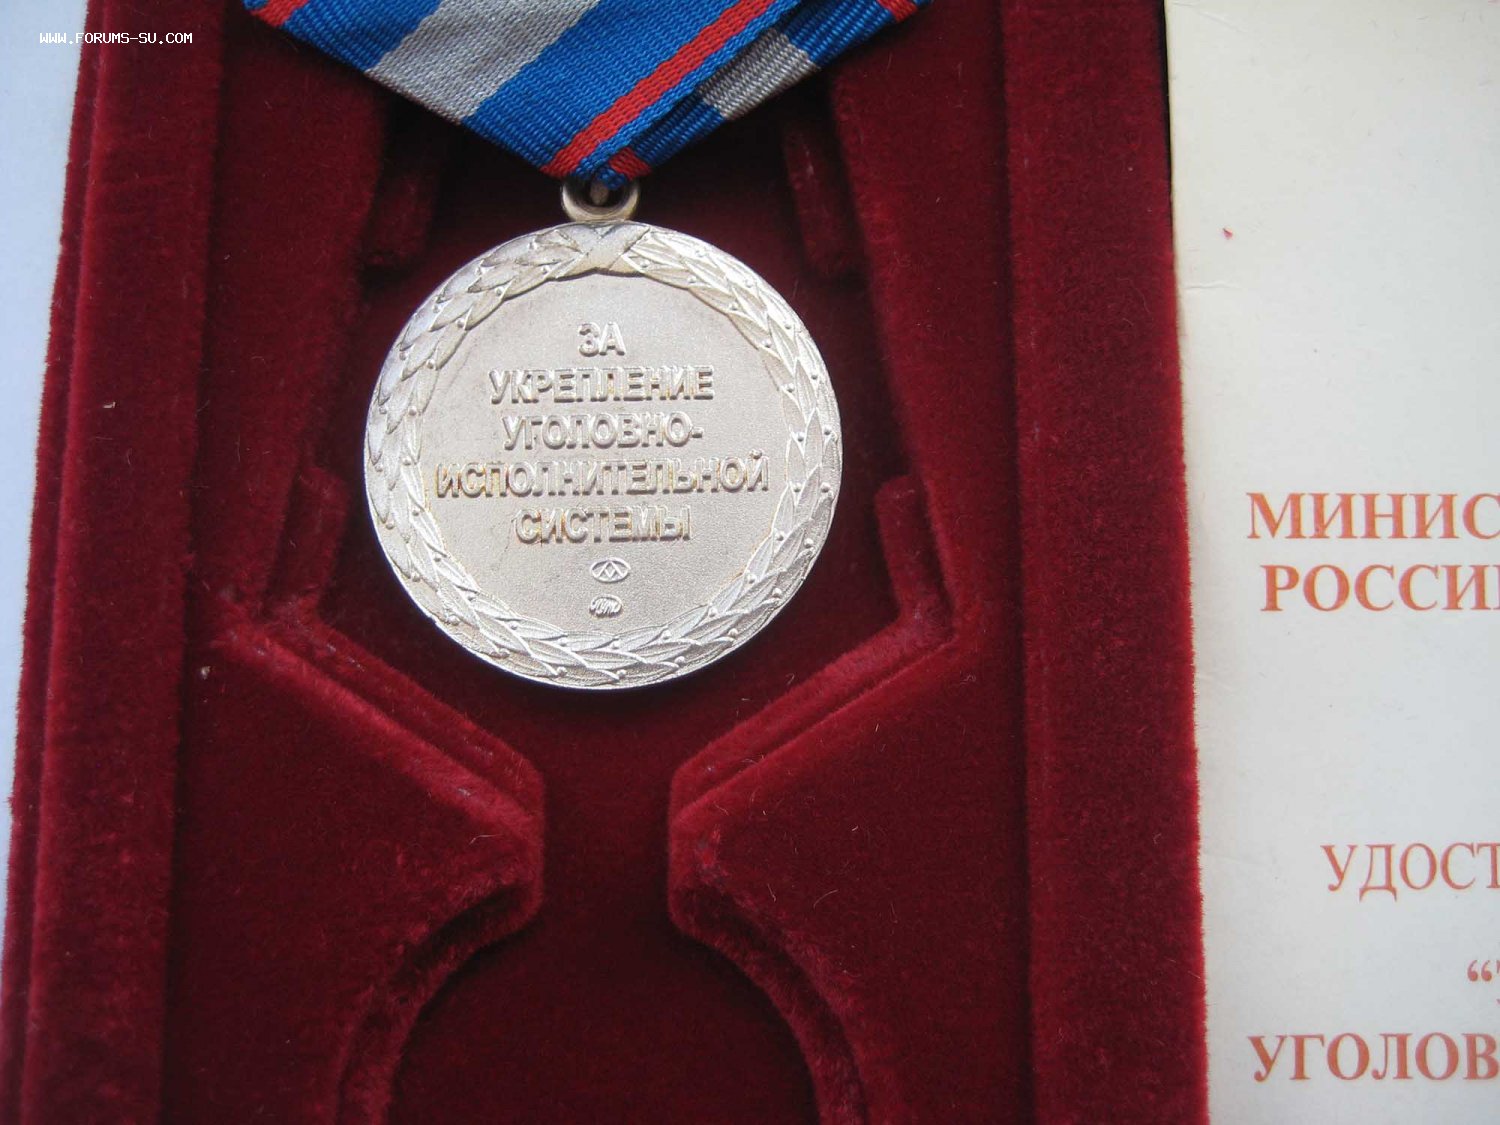 WWW.FORUMS-SU.COM
ЗА
УКРЕПЛЕНИЕ
УГОЛОВНО-
ИСПОЛНИТЕЛЬНОЙ
СИСТЕМЫ
МИНИС
РОССИ
УДОСТ
УГОЛОВ